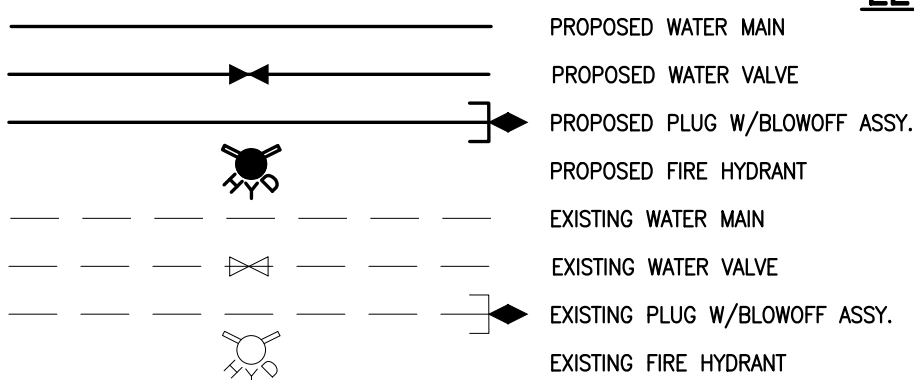 PROPOSED WATER MAIN
PROPOSED WATER VALVE
PROPOSED PLUG W/BLOWOFF ASSY.
HYD
PROPOSED FIRE HYDRANT
EXISTING WATER MAIN
EXISTING WATER VALVE
EXISTING PLUG W/BLOWOFF ASSY.
HYD
EXISTING FIRE HYDRANT